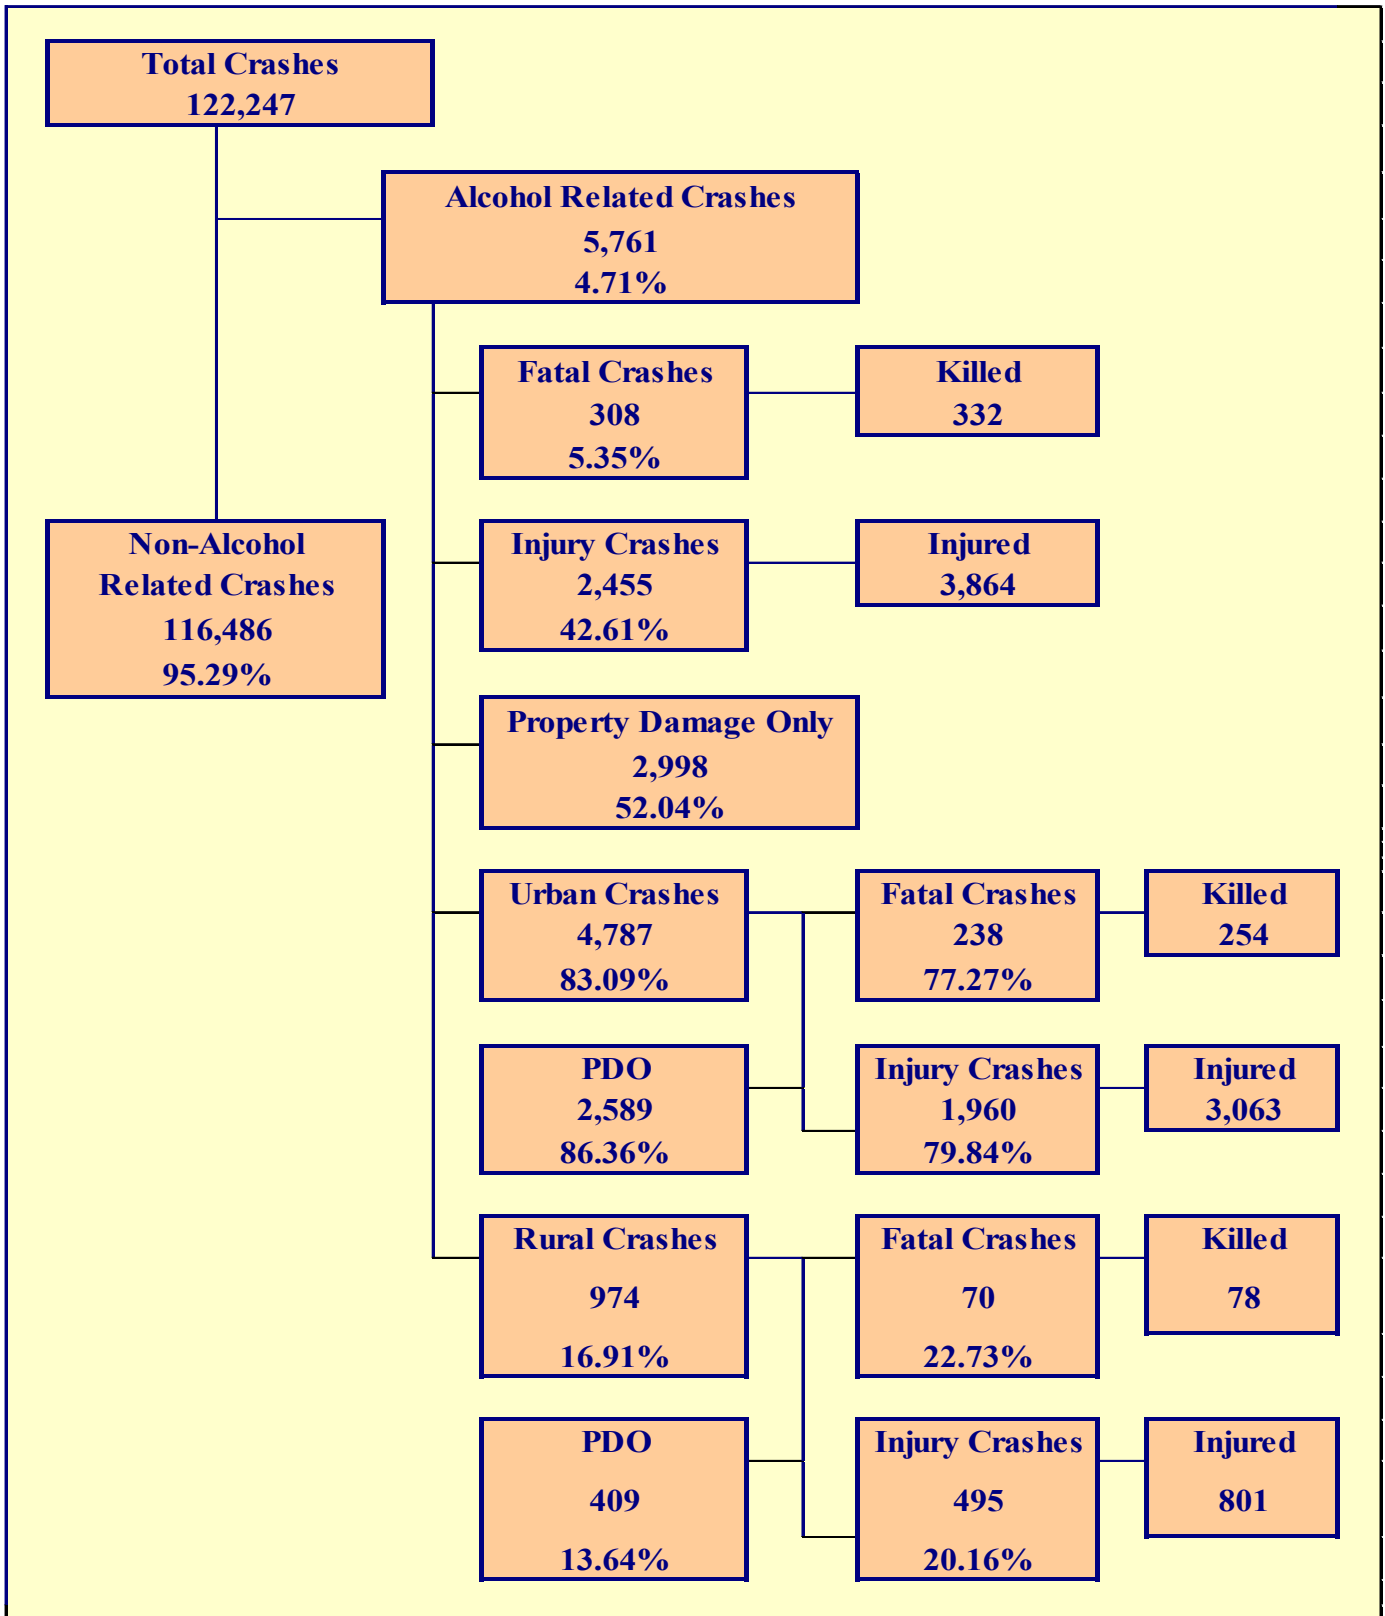 Total Crashes
122,247
Alcohol Related Crashes
5,761
4.71%
Fatal Crashes
308
5.35%
Killed
332
Non-Alcohol
Related Crashes
116,486
95.29%
Injury Crashes
2,455
42.61%
Injured
3,864
Property Damage Only
2,998
52.04%
Urban Crashes
4,787
83.09%
Fatal Crashes
238
77.27%
Killed
254
PDO
2,589
86.36%
Injury Crashes
1,960
79.84%
Injured
3,063
Rural Crashes
974
16.91%
Fatal Crashes
70
22.73%
Killed
78
PDO
409
13.64%
Injury Crashes
495
20.16%
Injured
801